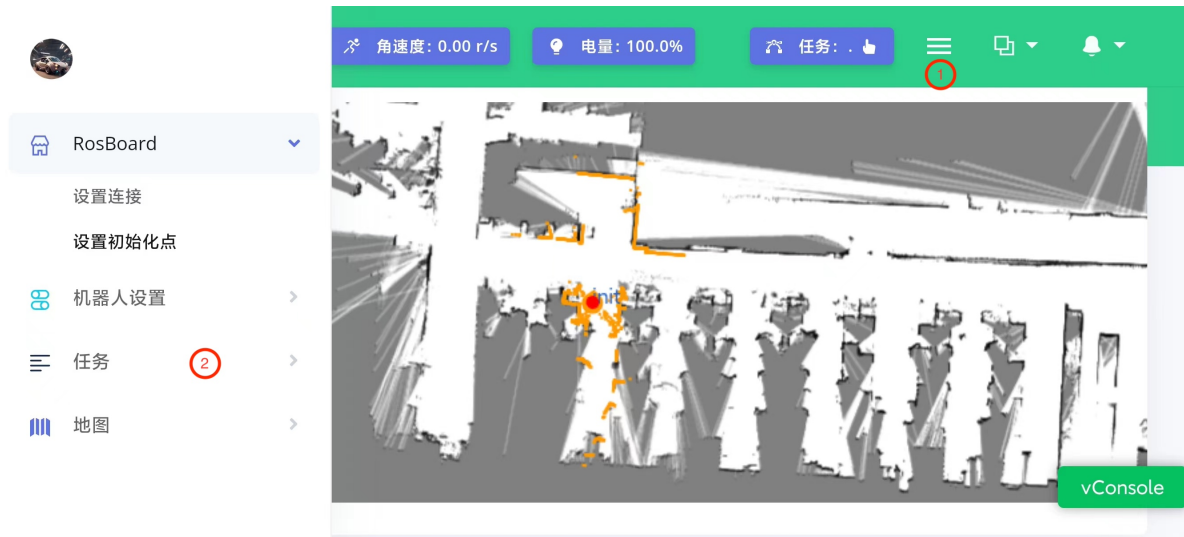 角速度: 0.00 r/s
电量: 100.0%
任务: .
1
RosBoard
设置连接
设置初始化点
机器人设置
任务
2
地图
init
vConsole